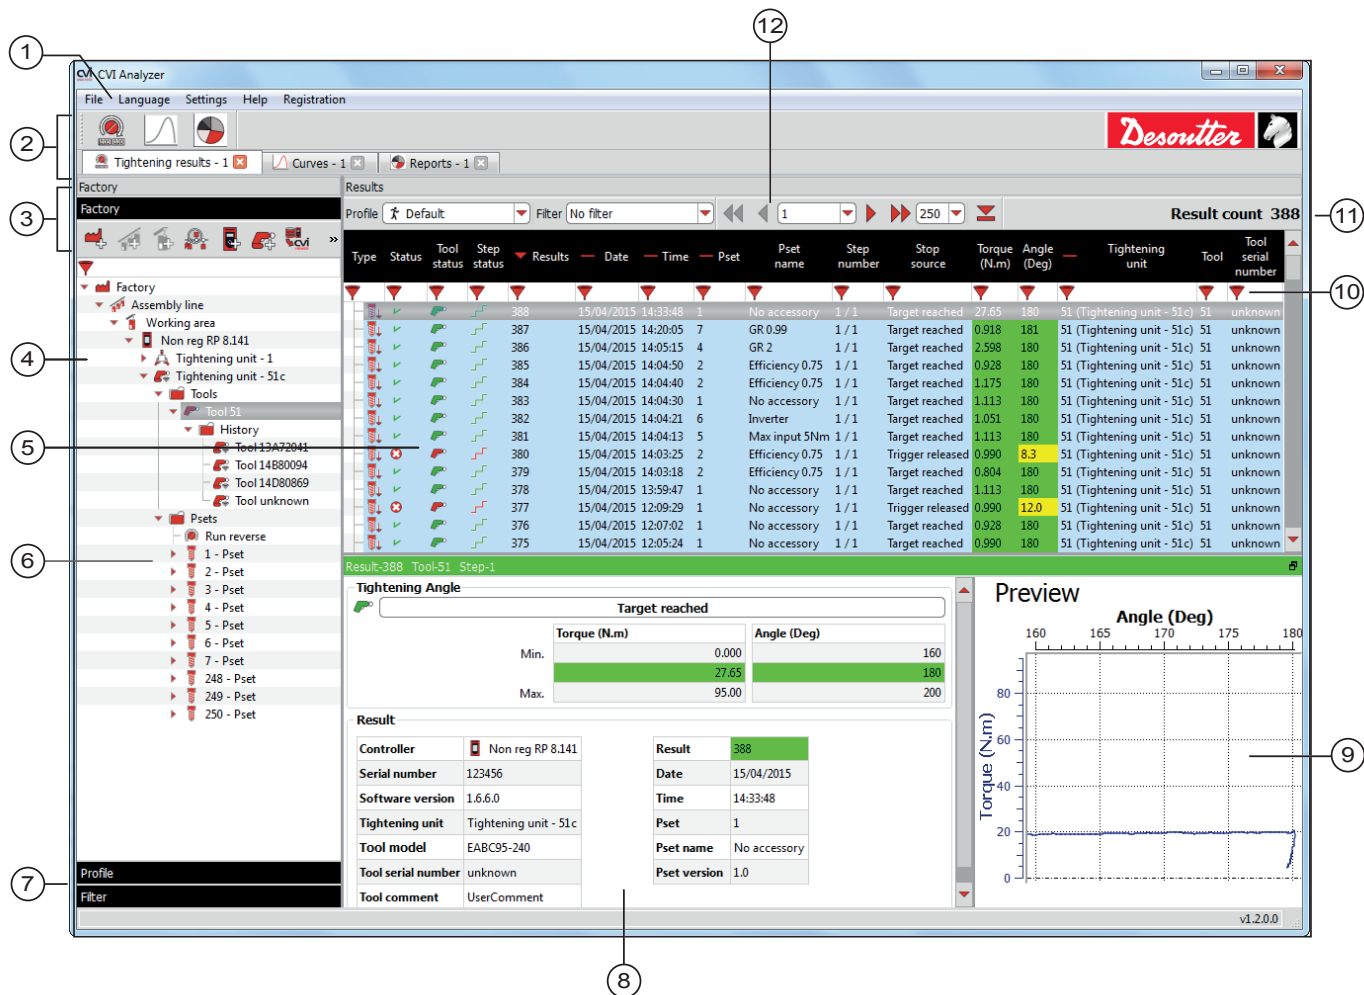 12
1
CVI CVI Analyzer
File Language Settings Help Registration
2
Desoutter
Tightening results - 1 Curves - 1 Reports - 1
Factory Results
3
Factory
Profile Default Filter No filter 1 250 Result count 388
11
CVI »
Type Status Tool status Step status Results Date Time Pset Pset name Step number Stop source Torque (N.m) Angle (Deg) Tightening unit Tool Tool serial number
10
388 15/04/2015 14:33:48 1 No accessory 1 / 1 Target reached 27.65 180 51 (Tightening unit - 51c) 51 unknown
387 15/04/2015 14:20:05 7 GR 0.99 1 / 1 Target reached 0.918 181 51 (Tightening unit - 51c) 51 unknown
386 15/04/2015 14:05:15 4 GR 2 1 / 1 Target reached 2.598 180 51 (Tightening unit - 51c) 51 unknown
385 15/04/2015 14:04:50 2 Efficiency 0.75 1 / 1 Target reached 0.928 180 51 (Tightening unit - 51c) 51 unknown
384 15/04/2015 14:04:40 2 Efficiency 0.75 1 / 1 Target reached 1.175 180 51 (Tightening unit - 51c) 51 unknown
383 15/04/2015 14:04:30 1 No accessory 1 / 1 Target reached 1.113 180 51 (Tightening unit - 51c) 51 unknown
382 15/04/2015 14:04:21 6 Inverter 1 / 1 Target reached 1.051 180 51 (Tightening unit - 51c) 51 unknown
381 15/04/2015 14:04:13 5 Max input 5Nm 1 / 1 Target reached 1.113 180 51 (Tightening unit - 51c) 51 unknown
380 15/04/2015 14:03:25 2 Efficiency 0.75 1 / 1 Trigger released 0.990 8.3 51 (Tightening unit - 51c) 51 unknown
379 15/04/2015 14:03:18 2 Efficiency 0.75 1 / 1 Target reached 0.804 180 51 (Tightening unit - 51c) 51 unknown
378 15/04/2015 13:59:47 1 No accessory 1 / 1 Target reached 1.113 180 51 (Tightening unit - 51c) 51 unknown
377 15/04/2015 12:09:29 1 No accessory 1 / 1 Trigger released 0.990 12.0 51 (Tightening unit - 51c) 51 unknown
376 15/04/2015 12:07:02 1 No accessory 1 / 1 Target reached 0.928 180 51 (Tightening unit - 51c) 51 unknown
375 15/04/2015 12:05:24 1 No accessory 1 / 1 Target reached 0.990 180 51 (Tightening unit - 51c) 51 unknown
Factory
Assembly line
Working area
Non reg RP 8.141
4
Tightening unit - 1
Tightening unit - 51c
Tools
Tool 51
History
5
Tool 13A72041
Tool 14B80094
Tool 14D80869
Tool unknown
Psets
Run reverse
6
1 - Pset
2 - Pset
3 - Pset
4 - Pset
5 - Pset
6 - Pset
7 - Pset
248 - Pset
249 - Pset
250 - Pset
Profile
7
Filter
Result-388 Tool-51 Step-1
Tightening Angle
Target reached
Torque (N.m) Angle (Deg)
Min. 0.000 160
27.65 180
Max. 95.00 200
Result
Controller Non reg RP 8.141
Serial number 123456
Software version 1.6.6.0
Tightening unit Tightening unit - 51c
Tool model EABC95-240
Tool serial number unknown
Tool comment UserComment
Result 388
Date 15/04/2015
Time 14:33:48
Pset 1
Pset name No accessory
Pset version 1.0
8
Preview
Angle (Deg)
160 165 170 175 180
Torque (N.m)
80
60
40
20
0
9
v1.2.0.0